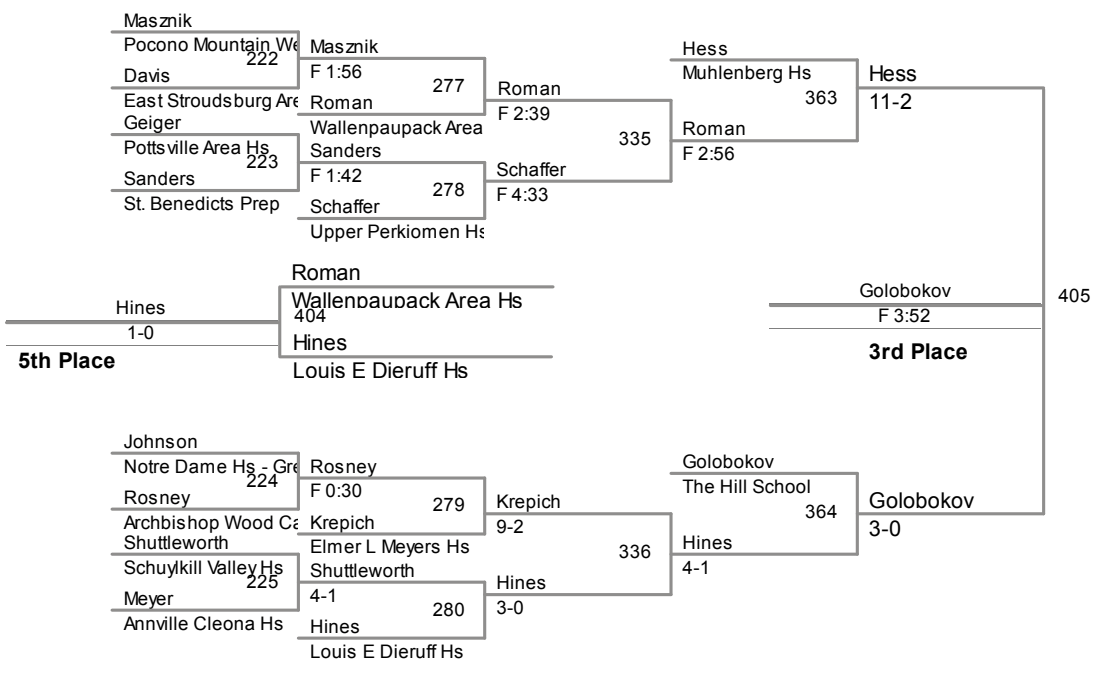 Masznik
Pocono Mountain We
222
Davis
East Stroudsburg Are
Geiger
Pottsville Area Hs
223
Sanders
St. Benedicts Prep
Masznik
F 1:56
277
Roman
Wallenpaupack Area
Sanders
F 1:42
278
Schaffer
Upper Perkiomen Hs
Roman
F 2:39
335
Schaffer
F 4:33
Hess
Muhlenberg Hs
363
Roman
F 2:56
Hess
11-2
Roman
Wallenpaupack Area Hs
404
Hines
Louis E Dieruff Hs
Hines
1-0
5th Place
Golobokov
F 3:52
3rd Place
405
Johnson
Notre Dame Hs - Gre
224
Rosney
Archbishop Wood Ca
Shuttleworth
Schuylkill Valley Hs
225
Meyer
Annville Cleona Hs
Rosney
F 0:30
279
Krepich
Elmer L Meyers Hs
Shuttleworth
4-1
280
Hines
Louis E Dieruff Hs
Krepich
9-2
336
Hines
3-0
Golobokov
The Hill School
364
Hines
4-1
Golobokov
3-0